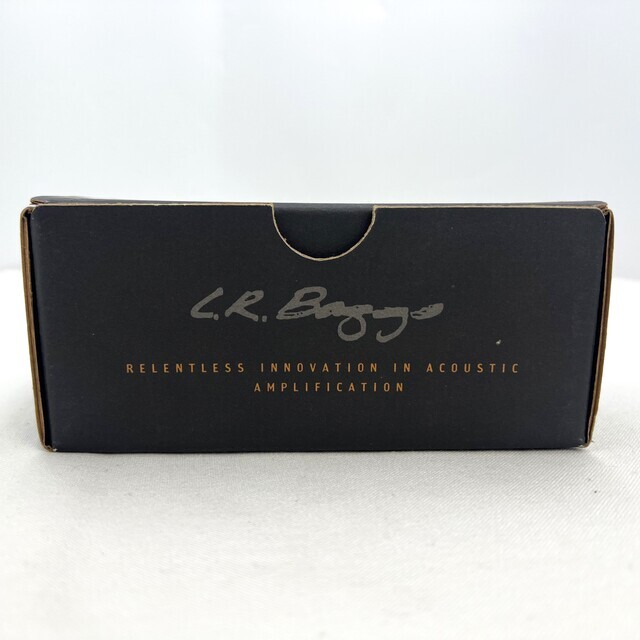 L.R. Baggs
RELENTLESS INNOVATION IN ACOUSTIC
AMPLIFICATION